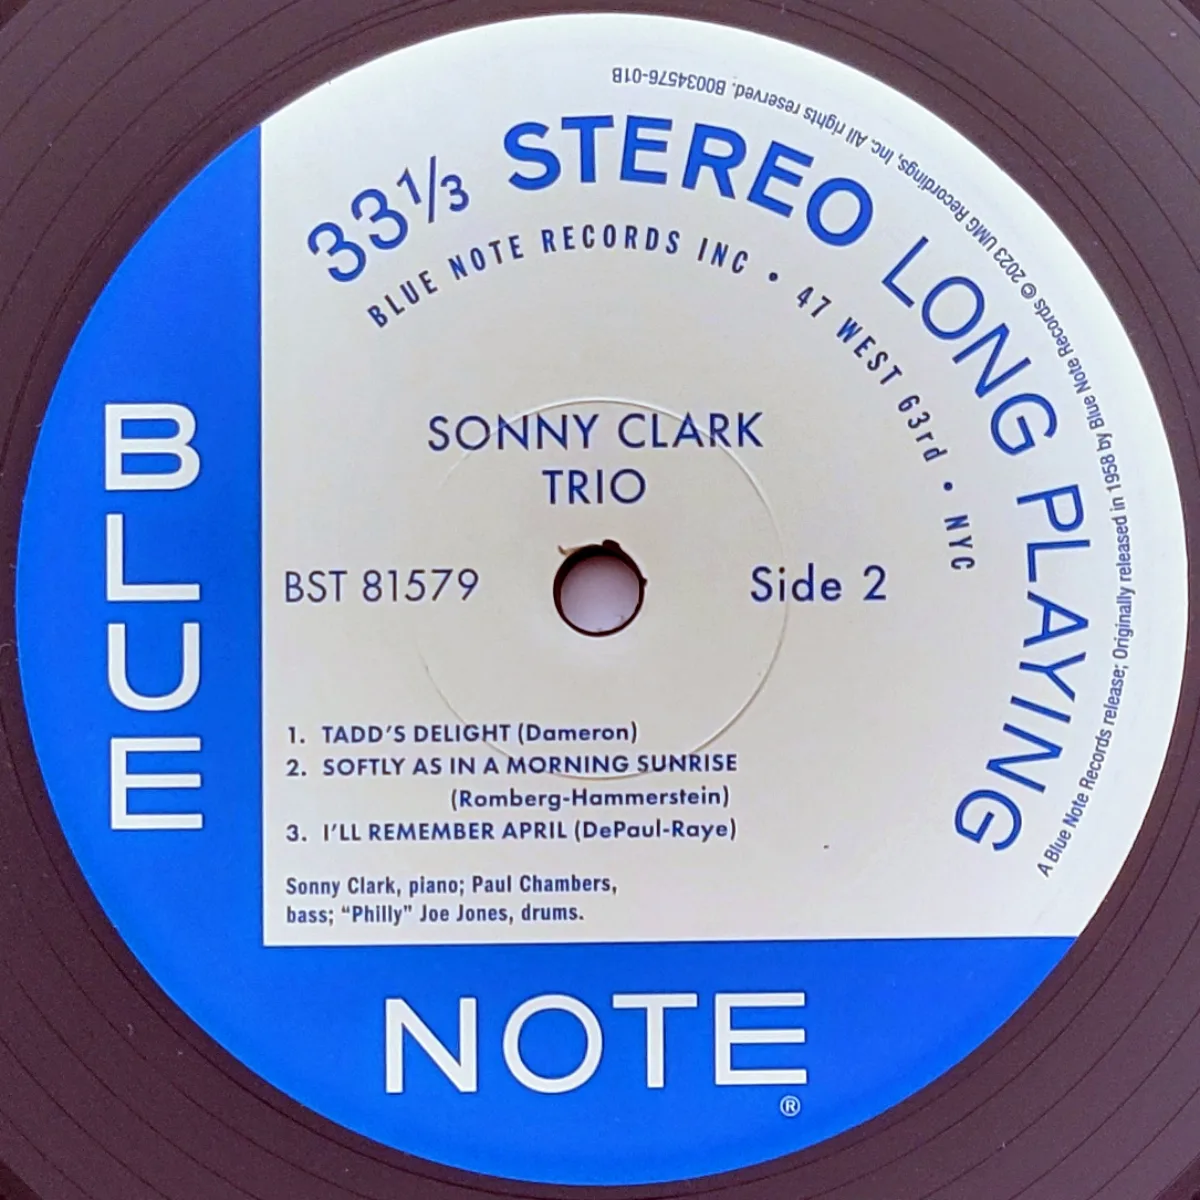 33⅓ STEREO LONG PLAYING
BLUE NOTE RECORDS INC • 47 WEST 63rd • NYC
A Blue Note Records release; Originally released in 1958 by Blue Note Records © 2023 UMG Recordings, Inc. All rights reserved. B0034576-01B
SONNY CLARK
TRIO
BST 81579
Side 2
1. TADD'S DELIGHT (Dameron)
2. SOFTLY AS IN A MORNING SUNRISE
(Romberg-Hammerstein)
3. I'LL REMEMBER APRIL (DePaul-Raye)
Sonny Clark, piano; Paul Chambers,
bass; “Philly” Joe Jones, drums.
BLUE
NOTE
®